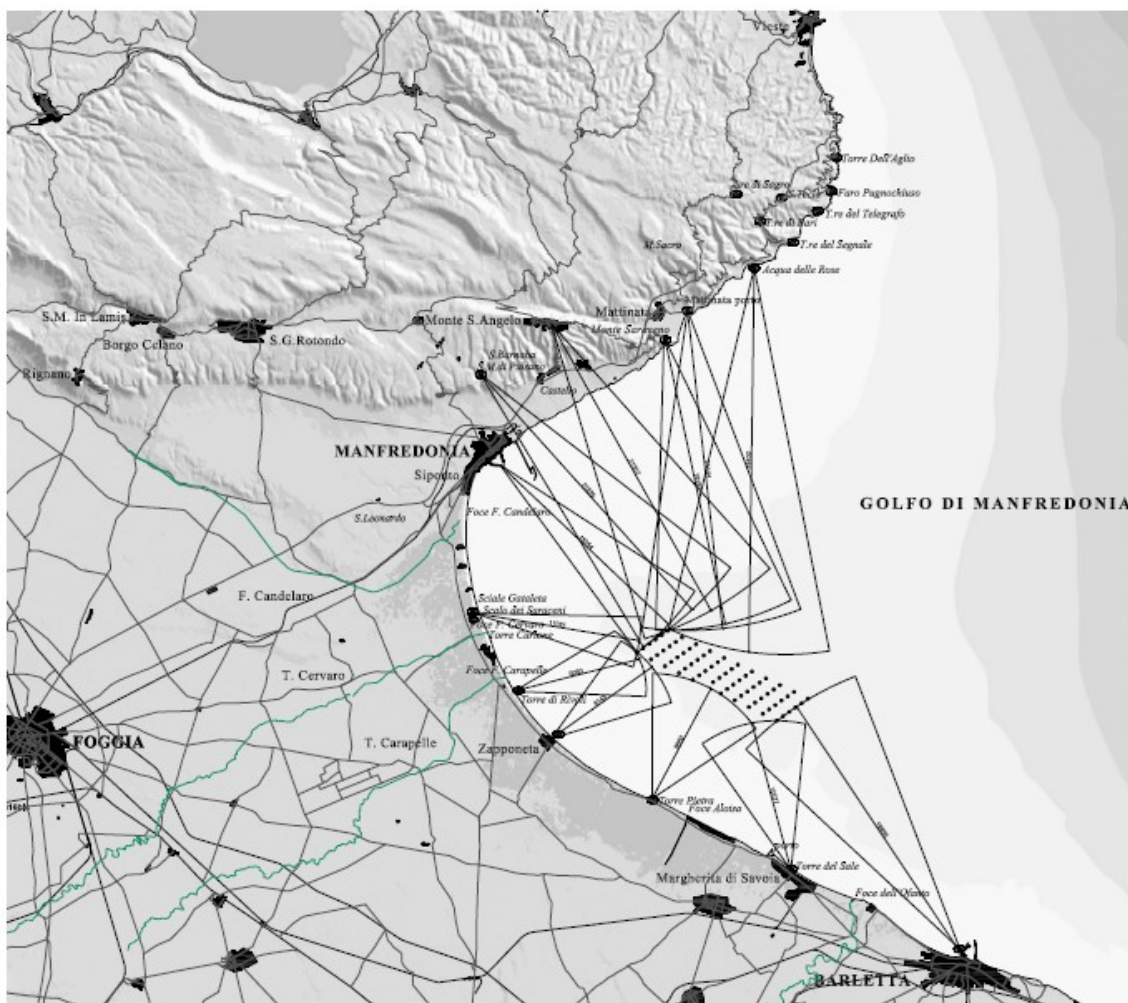 Vieste
Torre Dell'Aglio
Faro Pugnochiuso
T.re del Telegrafo
T.re di Bari
T.re del Segnale
M.Sacro
Acqua delle Rose
Mattinata porto
Mattinata
S.M. In Lamis
Monte S.Angelo
Monte Saraceno
Borgo Celano
S.G.Rotondo
S.Barnaba
Rignano
Castello
MANFREDONIA
Siponto
GOLFO DI MANFREDONIA
Foce F. Candelaro
S.Leonardo
F. Candelaro
Scalo dei Saraceni
Torre
T. Cervaro
Foce F. Carapelle
Torre di Rivoli
FOGGIA
T. Carapelle
Zapponeta
Torre Pietra
Foce Aloisa
Torre del Sale
Margherita di Savoia
Foce dell'Ofanto
BARLETTA